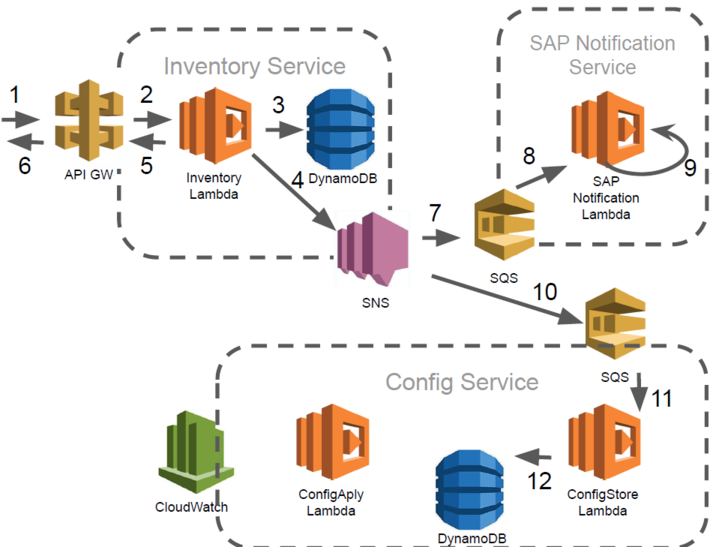 Inventory Service
SAP Notification
Service
1
2
3
4
5
6
API GW
Inventory
Lambda
DynamoDB
SNS
7
8
9
SAP
Notification
Lambda
SQS
10
SQS
11
Config Service
12
CloudWatch
ConfigAply
Lambda
DynamoDB
ConfigStore
Lambda